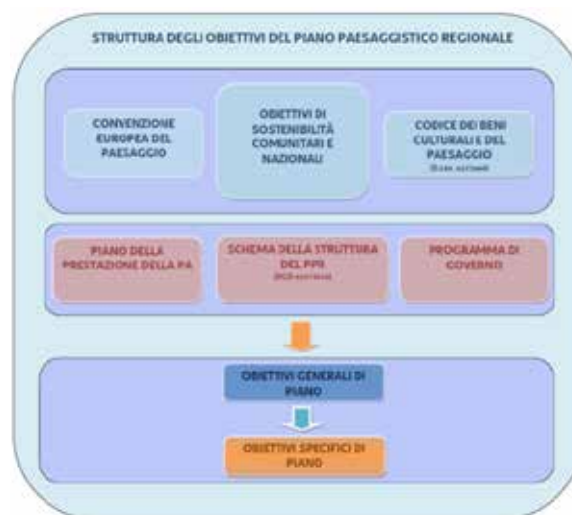 STRUTTURA DEGLI OBIETTIVI DEL PIANO PAESAGGISTICO REGIONALE
CONVENZIONE
EUROPEA DEL
PAESAGGIO
OBIETTIVI DI
SOSTENIBILITÀ
COMUNITARI E
NAZIONALI
CODICE DEI BENI
CULTURALI E DEL
PAESAGGIO
PIANO DELLA
PRESTAZIONE DELLA PA
SCHEMA DELLA STRUTTURA
DEL PPR
PROGRAMMA DI
GOVERNO
OBIETTIVI GENERALI DI
PIANO
OBIETTIVI SPECIFICI DI
PIANO